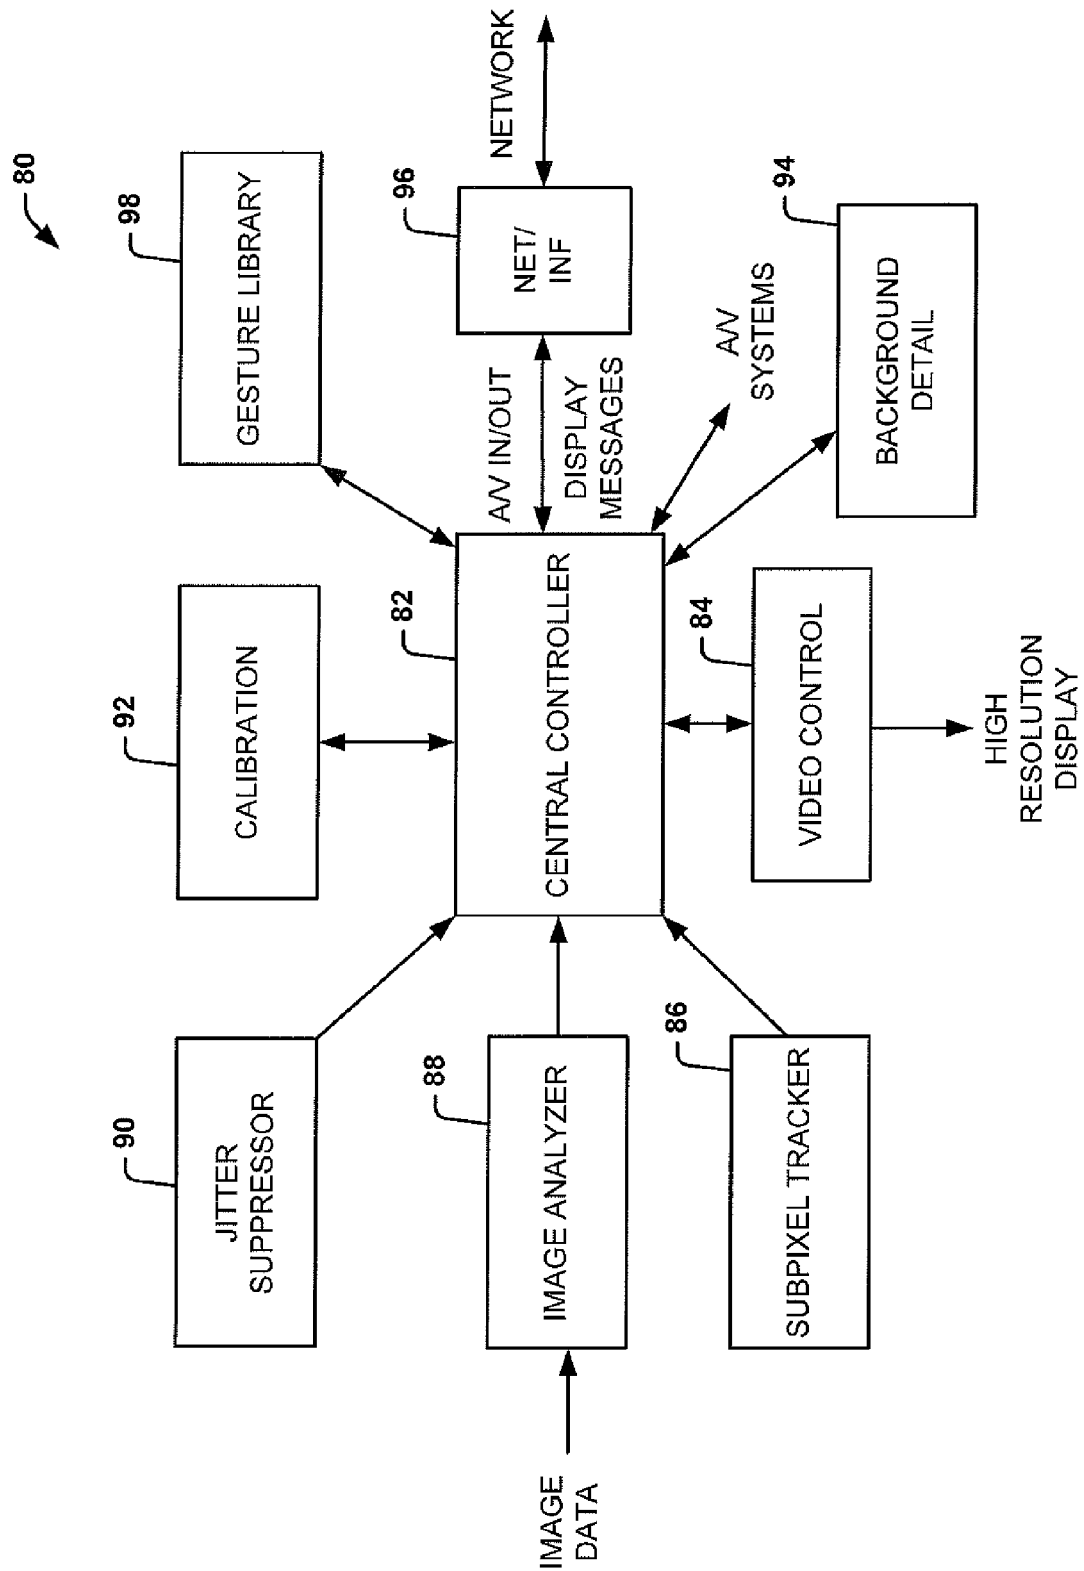 80
98
GESTURE LIBRARY
92
CALIBRATION
90
JITTER
SUPPRESSOR
NETWORK
96
NET/
INF
A/V IN/OUT
DISPLAY
MESSAGES
82
CENTRAL CONTROLLER
88
IMAGE ANALYZER
IMAGE
DATA
A/V
SYSTEMS
94
BACKGROUND
DETAIL
84
VIDEO CONTROL
86
SUBPIXEL TRACKER
HIGH
RESOLUTION
DISPLAY